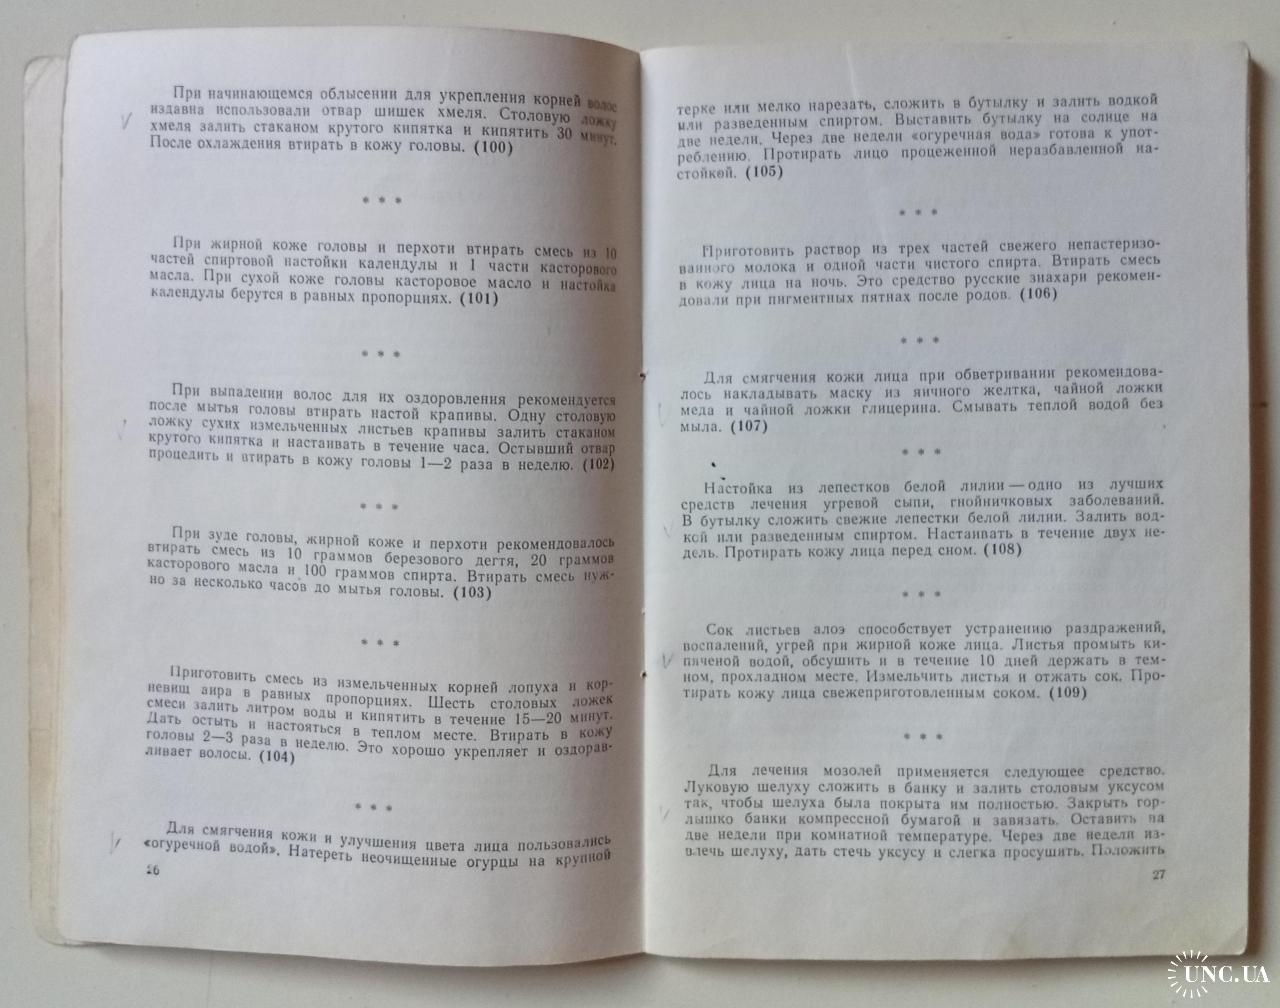 При начинающемся облысении для укрепления корней волос
издавна использовали отвар шишек хмеля. Столовую ложку
хмеля залить стаканом крутого кипятка и кипятить 30 минут.
После охлаждения втирать в кожу головы. (100)
* * *
При жирной коже головы и перхоти втирать смесь из 10
частей спиртовой настойки календулы и 1 части касторового
масла. При сухой коже головы касторовое масло и настойка
календулы берутся в равных пропорциях. (101)
* * *
При выпадении волос для их оздоровления рекомендуется
после мытья головы втирать настой крапивы. Одну столовую
ложку сухих измельченных листьев крапивы залить стаканом
крутого кипятка и настаивать в течение часа. Остывший отвар
процедить и втирать в кожу головы 1—2 раза в неделю. (102)
* * *
При зуде головы, жирной коже и перхоти рекомендовалось
втирать смесь из 10 граммов березового дегтя, 20 граммов
касторового масла и 100 граммов спирта. Втирать смесь нуж-
но за несколько часов до мытья головы. (103)
* * *
Приготовить смесь из измельченных корней лопуха и кор-
невищ аира в равных пропорциях. Шесть столовых ложек
смеси залить литром воды и кипятить в течение 15—20 минут.
Дать остыть и настояться в теплом месте. Втирать в кожу
головы 2—3 раза в неделю. Это хорошо укрепляет и оздорав-
ливает волосы. (104)
* * *
Для смягчения кожи и улучшения цвета лица пользовались
«огуречной водой». Натереть неочищенные огурцы на крупной
26
терке или мелко нарезать, сложить в бутылку и залить водкой
или разведенным спиртом. Выставить бутылку на солнце на
две недели. Через две недели «огуречная вода» готова к упот-
реблению. Протирать лицо процеженной неразбавленной на-
стойкой. (105)
* * *
Приготовить раствор из трех частей свежего непастеризо-
ванного молока и одной части чистого спирта. Втирать смесь
в кожу лица на ночь. Это средство русские знахари рекомен-
довали при пигментных пятнах после родов. (106)
* * *
Для смягчения кожи лица при обветривании рекомендова-
лось накладывать маску из яичного желтка, чайной ложки
меда и чайной ложки глицерина. Смывать теплой водой без
мыла. (107)
* * *
Настойка из лепестков белой лилии — одно из лучших
средств лечения угревой сыпи, гнойничковых заболеваний.
В бутылку сложить свежие лепестки белой лилии. Залить вод-
кой или разведенным спиртом. Настаивать в течение двух не-
дель. Протирать кожу лица перед сном. (108)
* * *
Сок листьев алоэ способствует устранению раздражений,
воспалений, угрей при жирной коже лица. Листья промыть ки-
пяченой водой, обсушить и в течение 10 дней держать в тем-
ном, прохладном месте. Измельчить листья и отжать сок. Про-
тирать кожу лица свежеприготовленным соком. (109)
* * *
Для лечения мозолей применяется следующее средство.
Луковую шелуху сложить в банку и залить столовым уксусом
так, чтобы шелуха была покрыта им полностью. Закрыть гор-
лышко банки компрессной бумагой и завязать. Оставить на
две недели при комнатной температуре. Через две недели из-
влечь шелуху, дать стечь уксусу и слегка просушить. Положить
27
UNC.UA